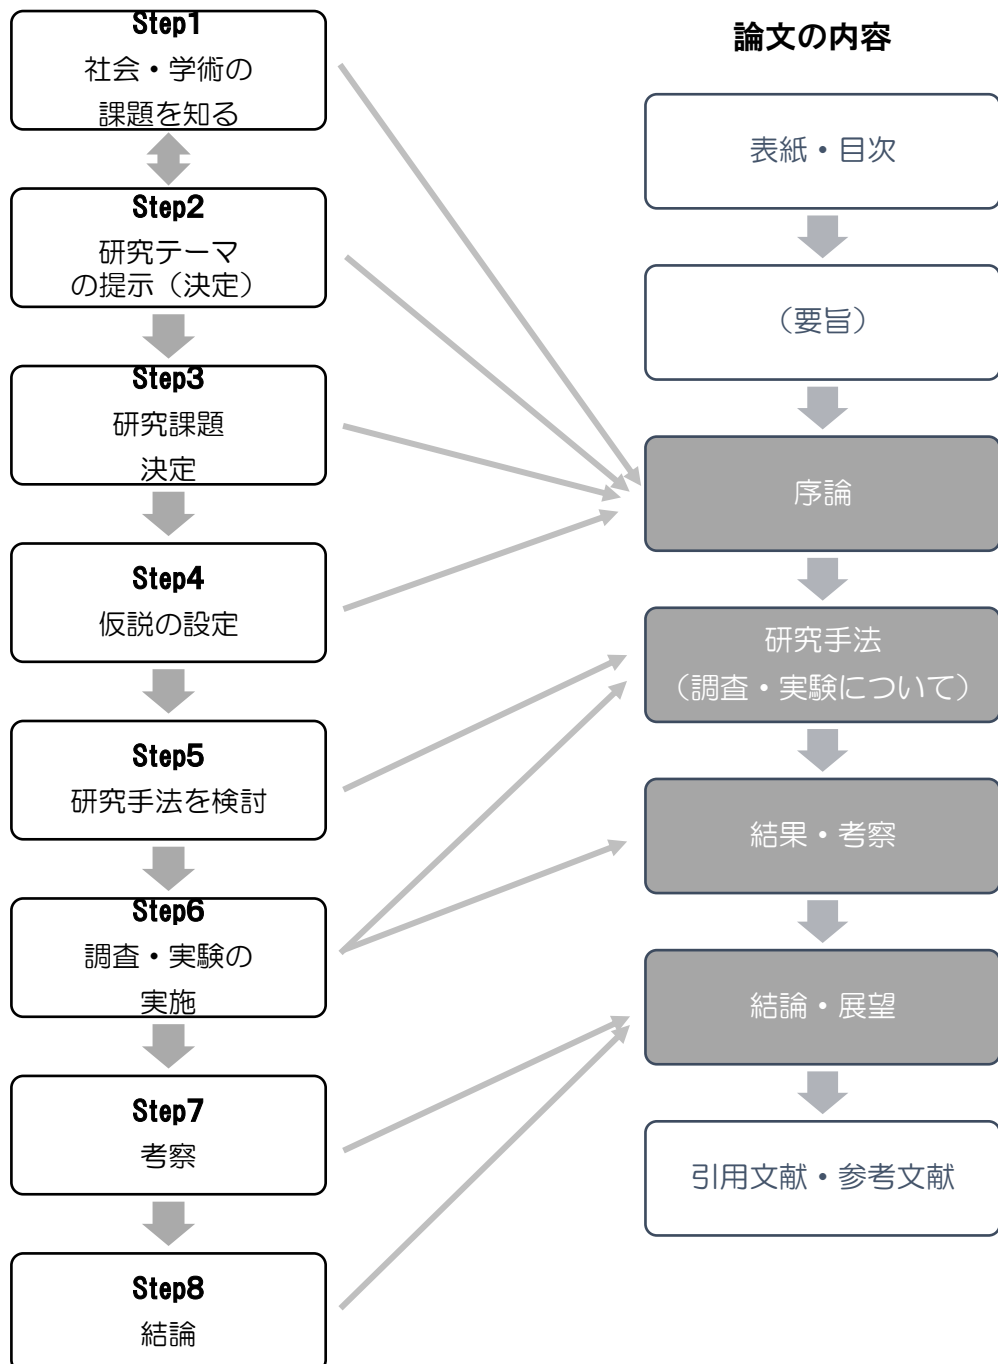 Step1
社会・学術の
課題を知る
Step2
研究テーマ
の提示（決定）
Step3
研究課題
決定
Step4
仮説の設定
Step5
研究手法を検討
Step6
調査・実験の
実施
Step7
考察
Step8
結論
論文の内容
表紙・目次
（要旨）
序論
研究手法
（調査・実験について）
結果・考察
結論・展望
引用文献・参考文献